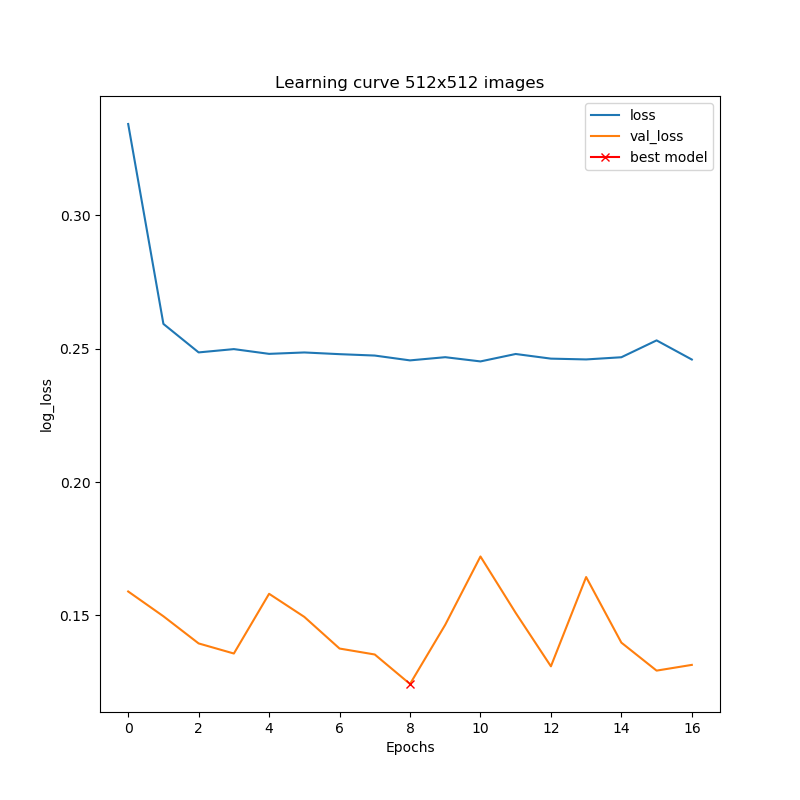 Learning curve 512x512 images
loss
val_loss
best model
0.30
0.25
0.20
0.15
log_loss
0 2 4 6 8 10 12 14 16
Epochs